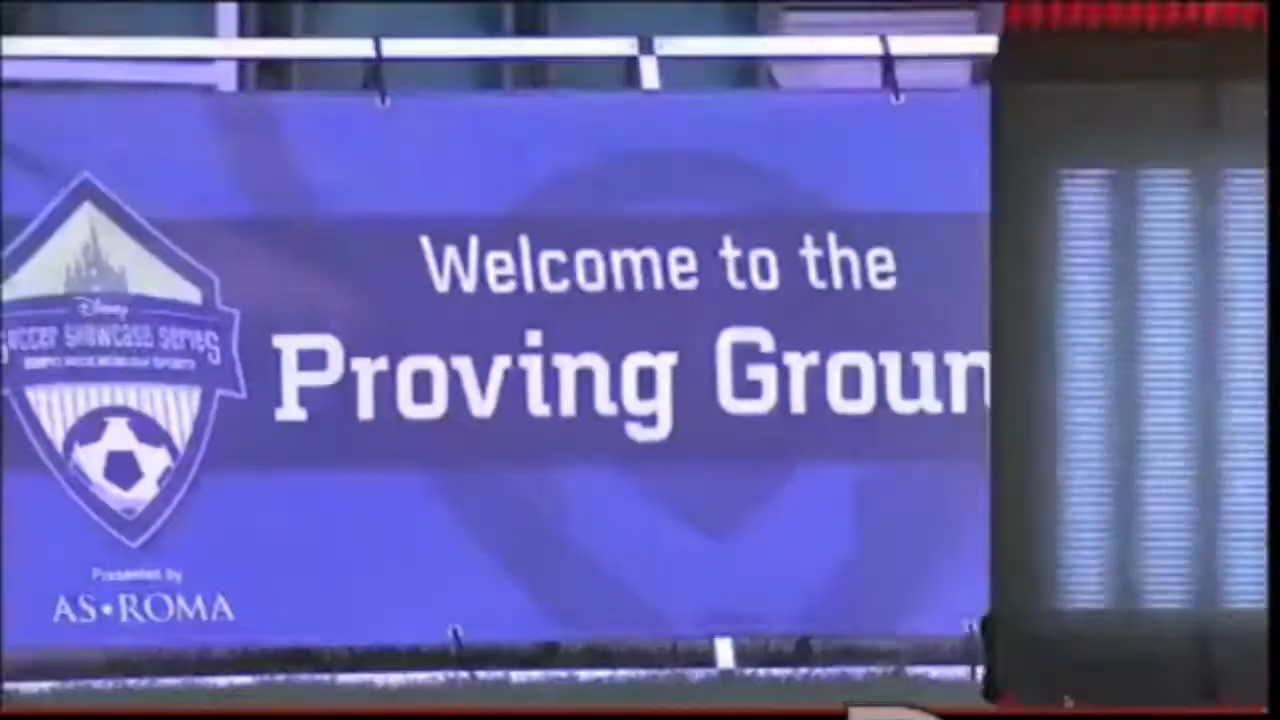 Welcome to the
Proving Groun
Disney
Soccer Showcase Series
Presented by
AS ROMA